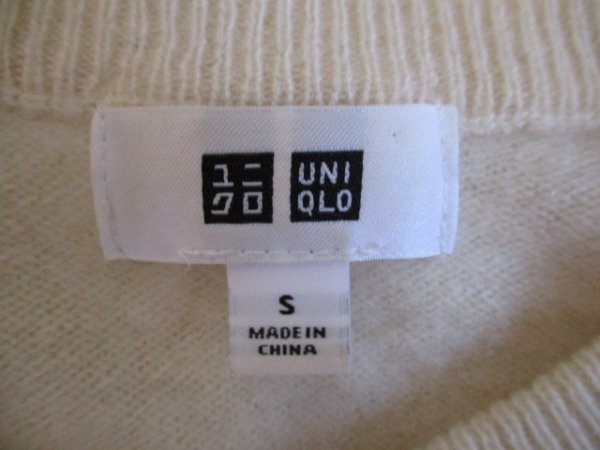 ユニ
クロ
UNI
QLO
S
MADE IN
CHINA